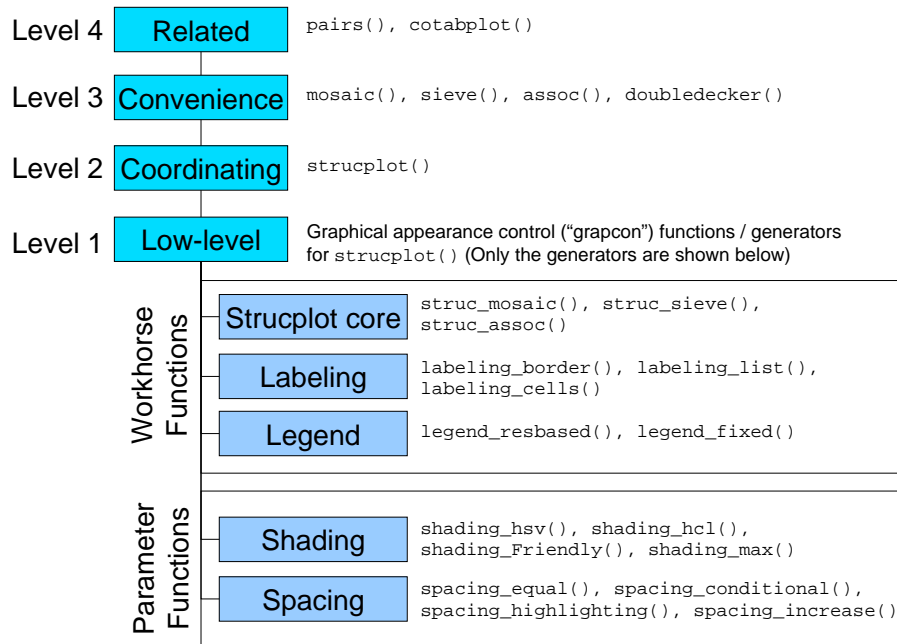 Level 4 Related pairs(), cotabplot()
Level 3 Convenience mosaic(), sieve(), assoc(), doubledecker()
Level 2 Coordinating strucplot()
Level 1 Low-level Graphical appearance control (“grapcon”) functions / generators
for strucplot() (Only the generators are shown below)
Workhorse
Functions
Strucplot core struc_mosaic(), struc_sieve(),
struc_assoc()
Labeling labeling_border(), labeling_list(),
labeling_cells()
Legend legend_resbased(), legend_fixed()
Parameter
Functions
Shading shading_hsv(), shading_hcl(),
shading_Friendly(), shading_max()
Spacing spacing_equal(), spacing_conditional(),
spacing_highlighting(), spacing_increase()